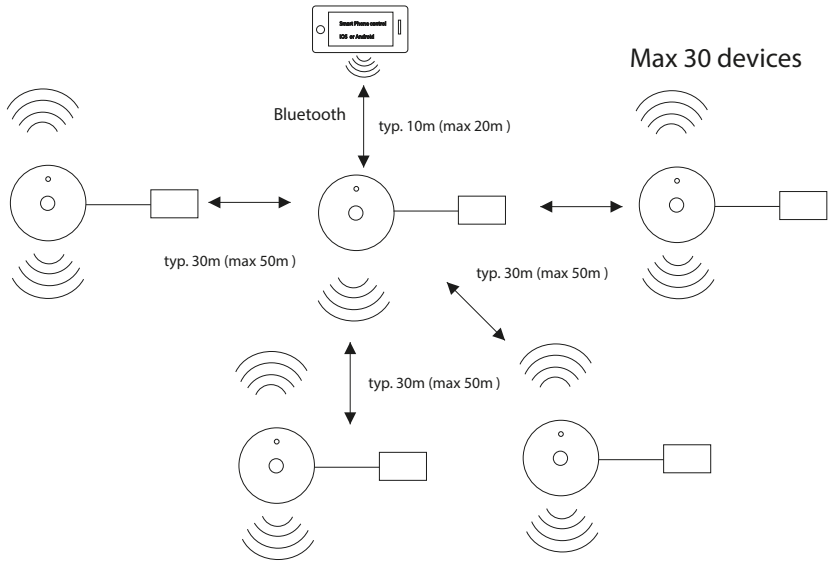 Smart Phone control
IOS or Android
Max 30 devices
Bluetooth
typ. 10m (max 20m )
typ. 30m (max 50m )
typ. 30m (max 50m )
typ. 30m (max 50m )